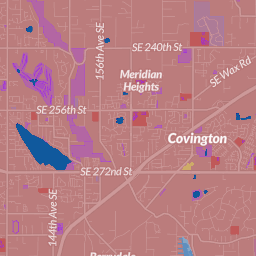 156th Ave SE
SE 240th St
Meridian
Heights
SE Wax Rd
SE 256th St
Covington
SE 272nd St
144th Ave SE